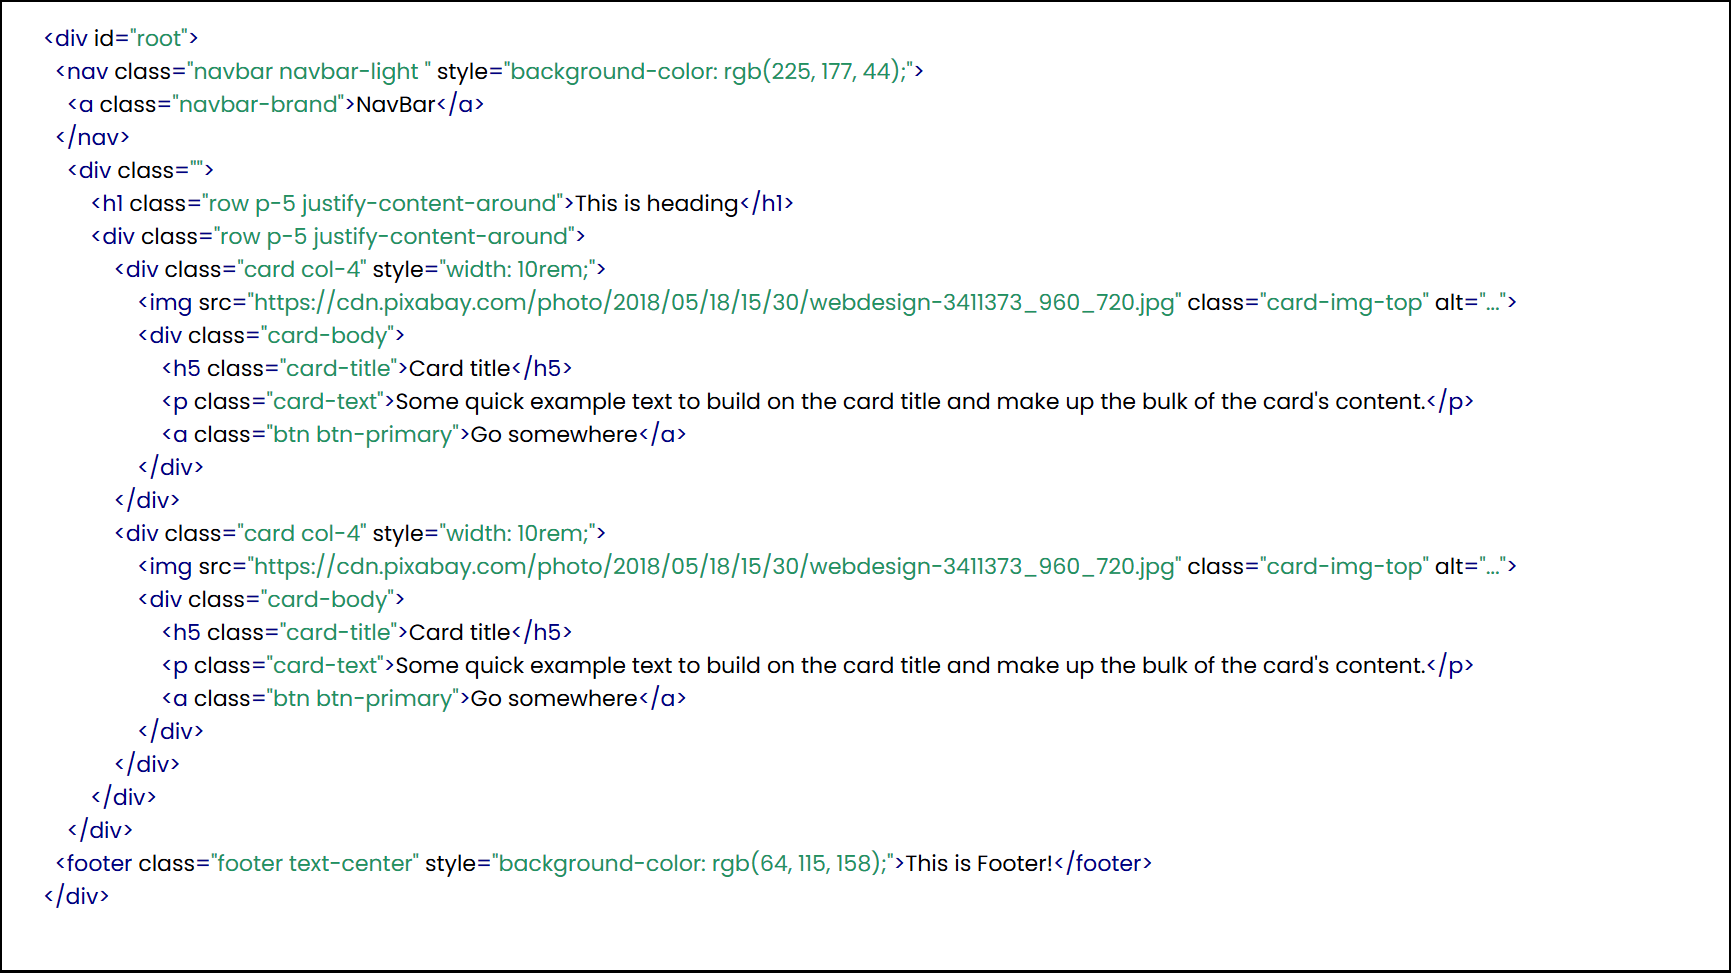 <div id="root">
<nav class="navbar navbar-light " style="background-color: rgb(225, 177, 44);">
<a class="navbar-brand">NavBar</a>
</nav>
<div class="">
<h1 class="row p-5 justify-content-around">This is heading</h1>
<div class="row p-5 justify-content-around">
<div class="card col-4" style="width: 10rem;">
<img src="https://cdn.pixabay.com/photo/2018/05/18/15/30/webdesign-3411373_960_720.jpg" class="card-img-top" alt="...">
<div class="card-body">
<h5 class="card-title">Card title</h5>
<p class="card-text">Some quick example text to build on the card title and make up the bulk of the card's content.</p>
<a class="btn btn-primary">Go somewhere</a>
</div>
</div>
<div class="card col-4" style="width: 10rem;">
<img src="https://cdn.pixabay.com/photo/2018/05/18/15/30/webdesign-3411373_960_720.jpg" class="card-img-top" alt="...">
<div class="card-body">
<h5 class="card-title">Card title</h5>
<p class="card-text">Some quick example text to build on the card title and make up the bulk of the card's content.</p>
<a class="btn btn-primary">Go somewhere</a>
</div>
</div>
</div>
</div>
<footer class="footer text-center" style="background-color: rgb(64, 115, 158);">This is Footer!</footer>
</div>